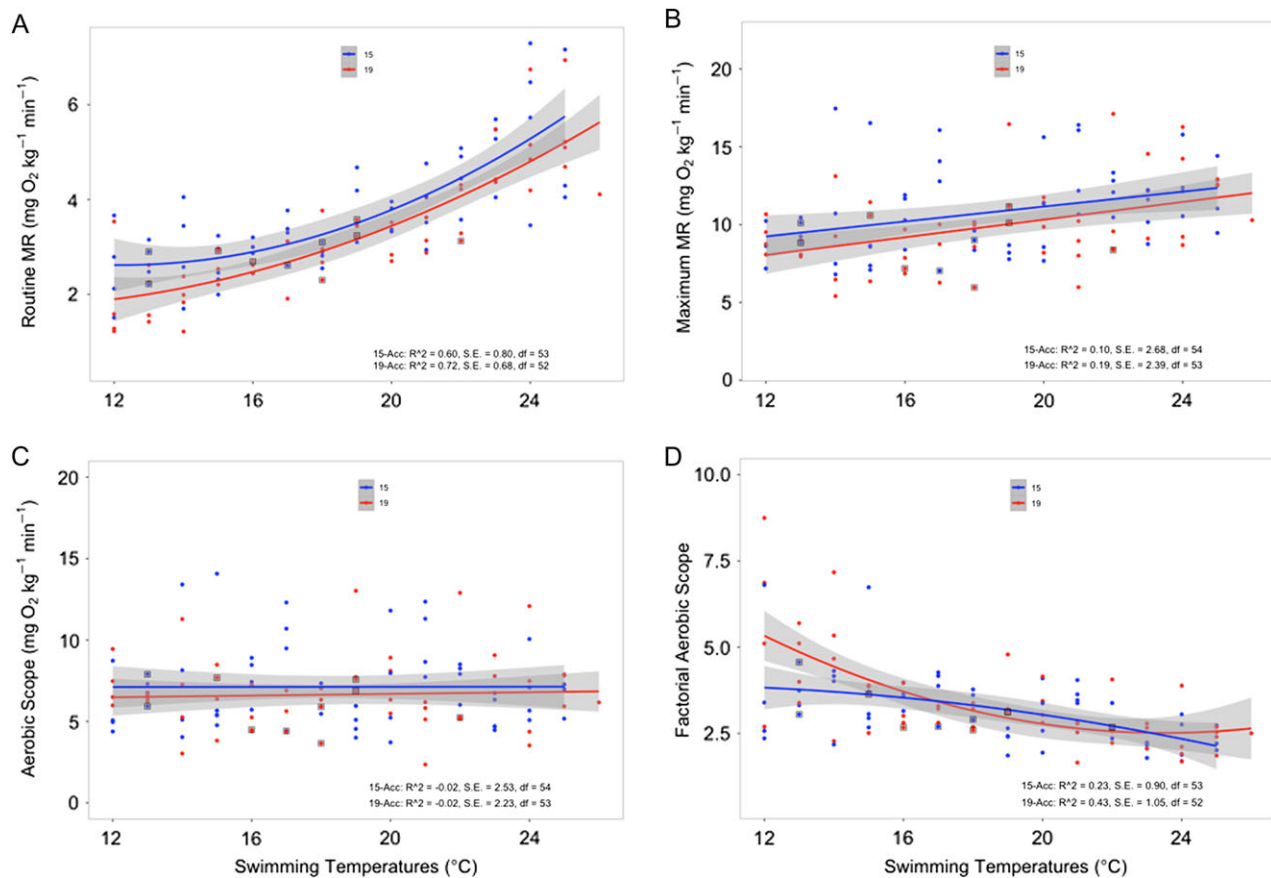 A
Routine MR (mg O₂ kg⁻¹ min⁻¹)
6
4
2
12 16 20 24
15
19
15-Acc: R^2 = 0.60, S.E. = 0.80, df = 53
19-Acc: R^2 = 0.72, S.E. = 0.68, df = 52
B
Maximum MR (mg O₂ kg⁻¹ min⁻¹)
20
15
10
5
0
12 16 20 24
15
19
15-Acc: R^2 = 0.10, S.E. = 2.68, df = 54
19-Acc: R^2 = 0.19, S.E. = 2.39, df = 53
C
Aerobic Scope (mg O₂ kg⁻¹ min⁻¹)
20
15
10
5
0
12 16 20 24
15
19
15-Acc: R^2 = -0.02, S.E. = 2.53, df = 54
19-Acc: R^2 = -0.02, S.E. = 2.23, df = 53
Swimming Temperatures (°C)
D
Factorial Aerobic Scope
10.0
7.5
5.0
2.5
12 16 20 24
15
19
15-Acc: R^2 = 0.23, S.E. = 0.90, df = 53
19-Acc: R^2 = 0.43, S.E. = 1.05, df = 52
Swimming Temperatures (°C)